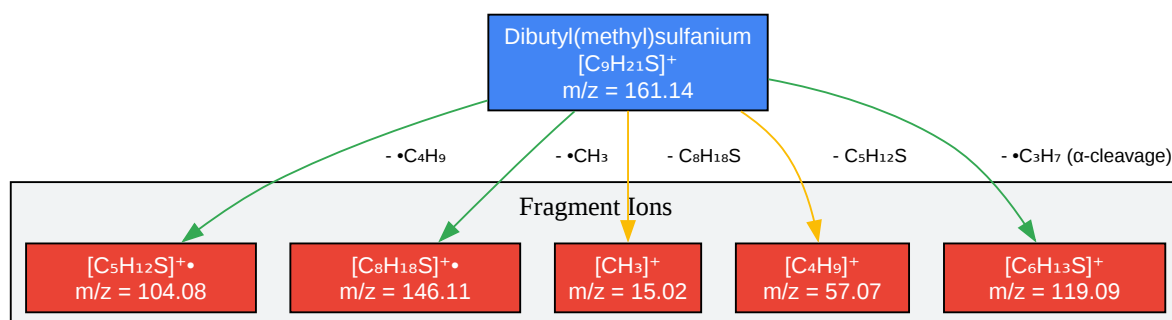 Dibutyl(methyl)sulfanium
[C₉H₂₁S]⁺
m/z = 161.14
- •C₄H₉
- •CH₃
- C₈H₁₈S
- C₅H₁₂S
- •C₃H₇ (α-cleavage)
Fragment Ions
[C₅H₁₂S]⁺•
m/z = 104.08
[C₈H₁₈S]⁺•
m/z = 146.11
[CH₃]⁺
m/z = 15.02
[C₄H₉]⁺
m/z = 57.07
[C₆H₁₃S]⁺
m/z = 119.09